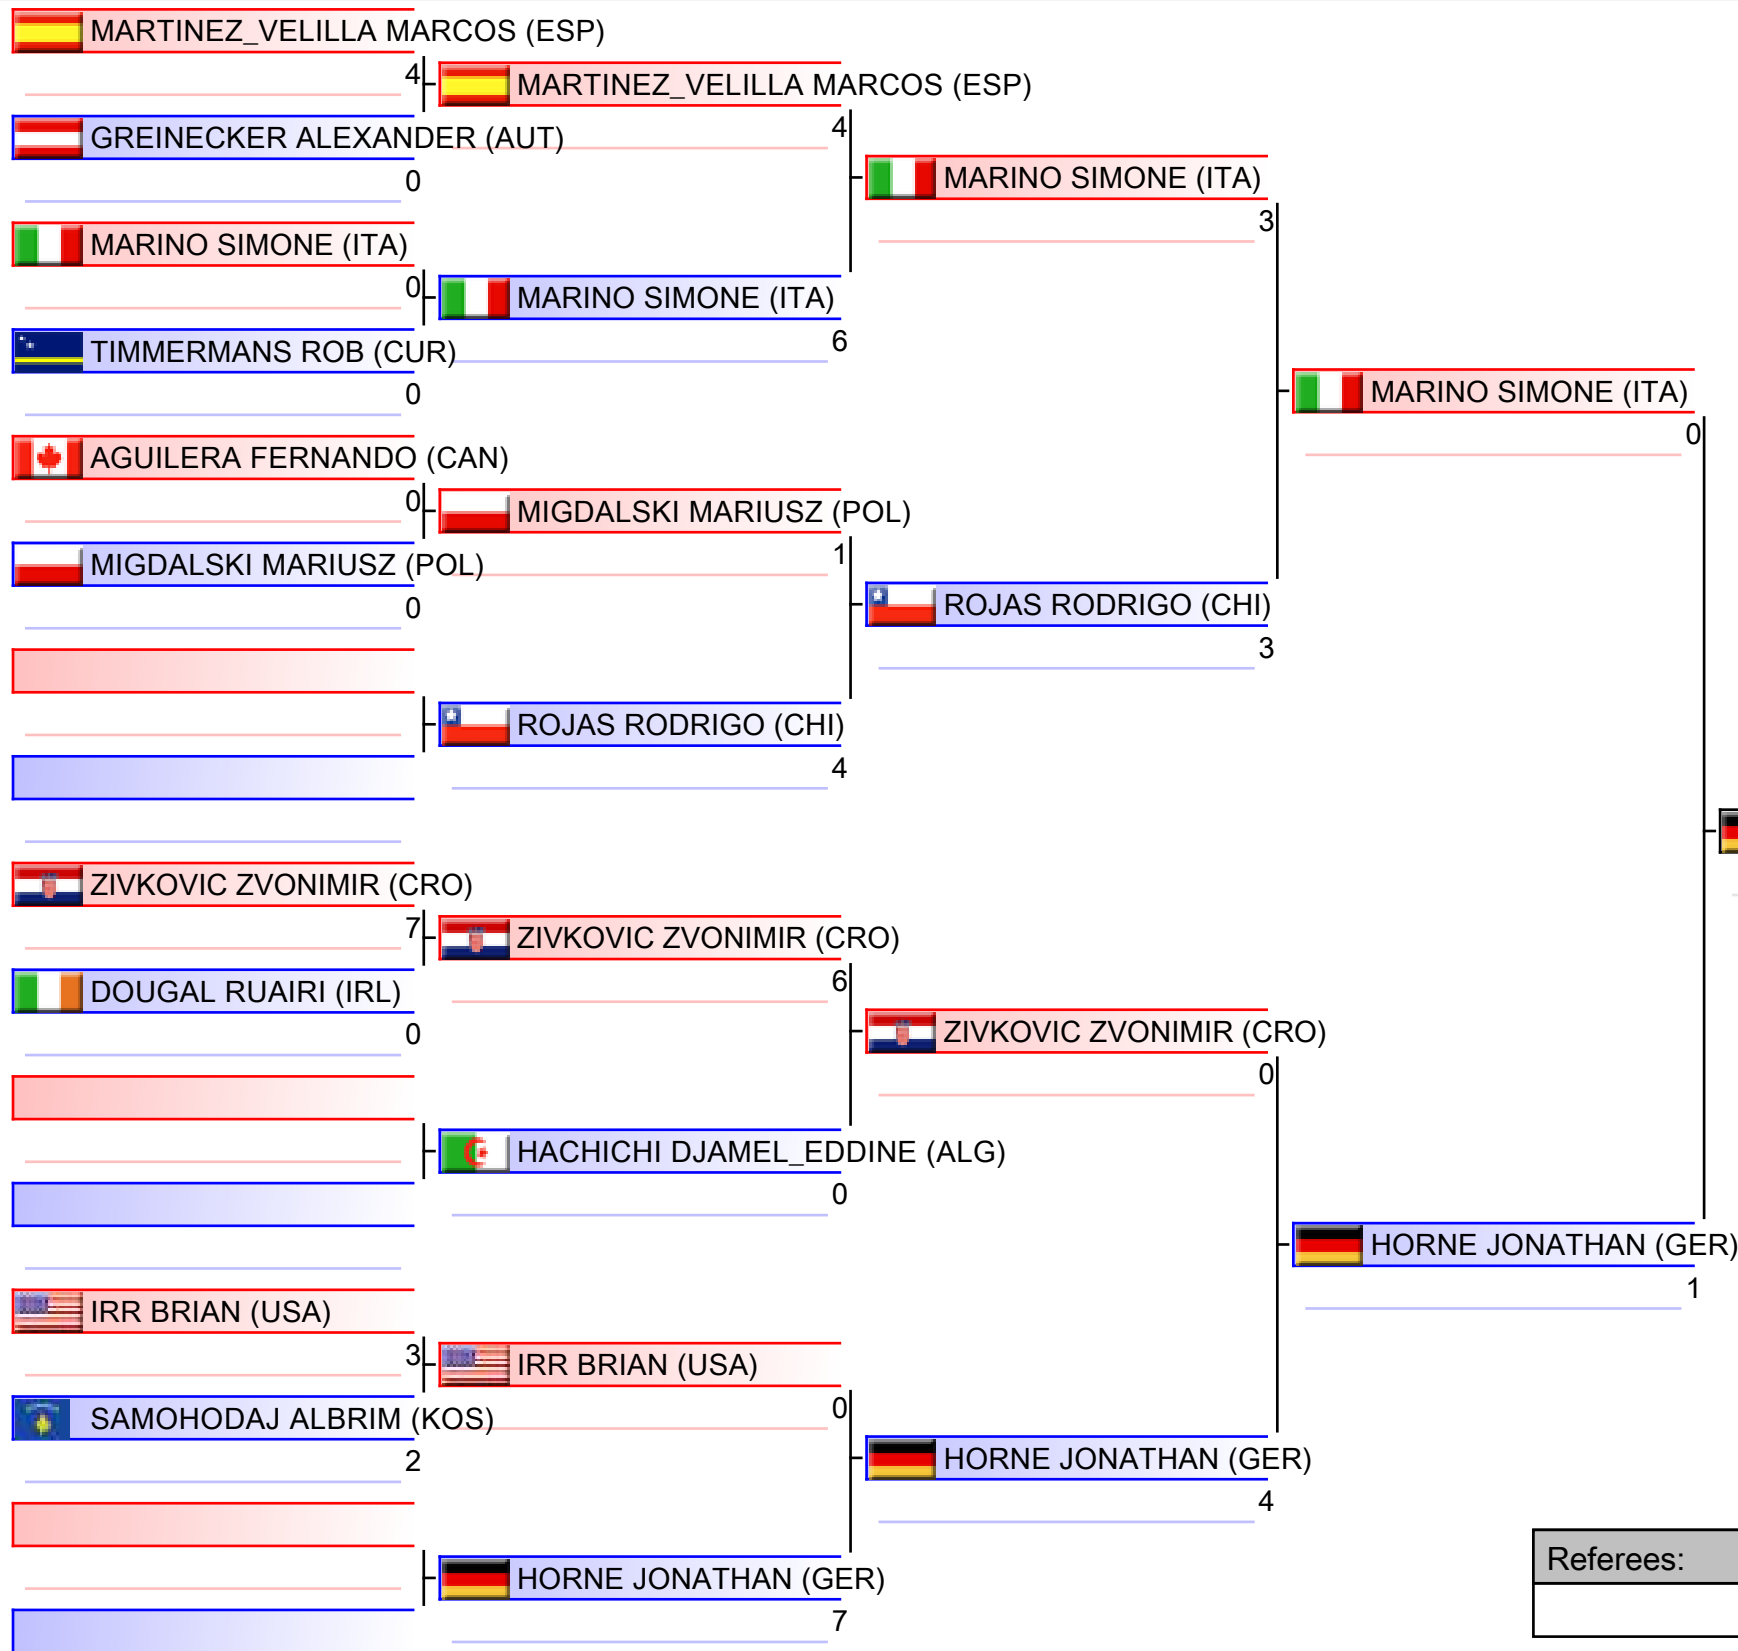 MARTINEZ_VELILLA MARCOS (ESP)
4
MARTINEZ_VELILLA MARCOS (ESP)
4
GREINECKER ALEXANDER (AUT)
0
MARINO SIMONE (ITA)
3
MARINO SIMONE (ITA)
0
MARINO SIMONE (ITA)
6
TIMMERMANS ROB (CUR)
0
MARINO SIMONE (ITA)
0
AGUILERA FERNANDO (CAN)
0
MIGDALSKI MARIUSZ (POL)
1
MIGDALSKI MARIUSZ (POL)
0
ROJAS RODRIGO (CHI)
3
ROJAS RODRIGO (CHI)
4
ZIVKOVIC ZVONIMIR (CRO)
7
ZIVKOVIC ZVONIMIR (CRO)
6
DOUGAL RUAIRI (IRL)
0
ZIVKOVIC ZVONIMIR (CRO)
0
HACHICHI DJAMEL_EDDINE (ALG)
0
HORNE JONATHAN (GER)
1
IRR BRIAN (USA)
3
IRR BRIAN (USA)
0
SAMOHODAJ ALBRIM (KOS)
2
HORNE JONATHAN (GER)
4
HORNE JONATHAN (GER)
7
Referees: